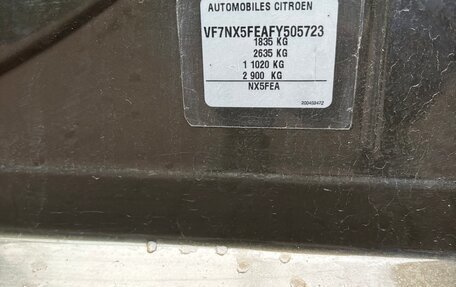 AUTOMOBILES CITROEN
VF7NX5FEAFY505723
1835 KG
2635 KG
1 1020 KG
2 900 KG
NX5FEA